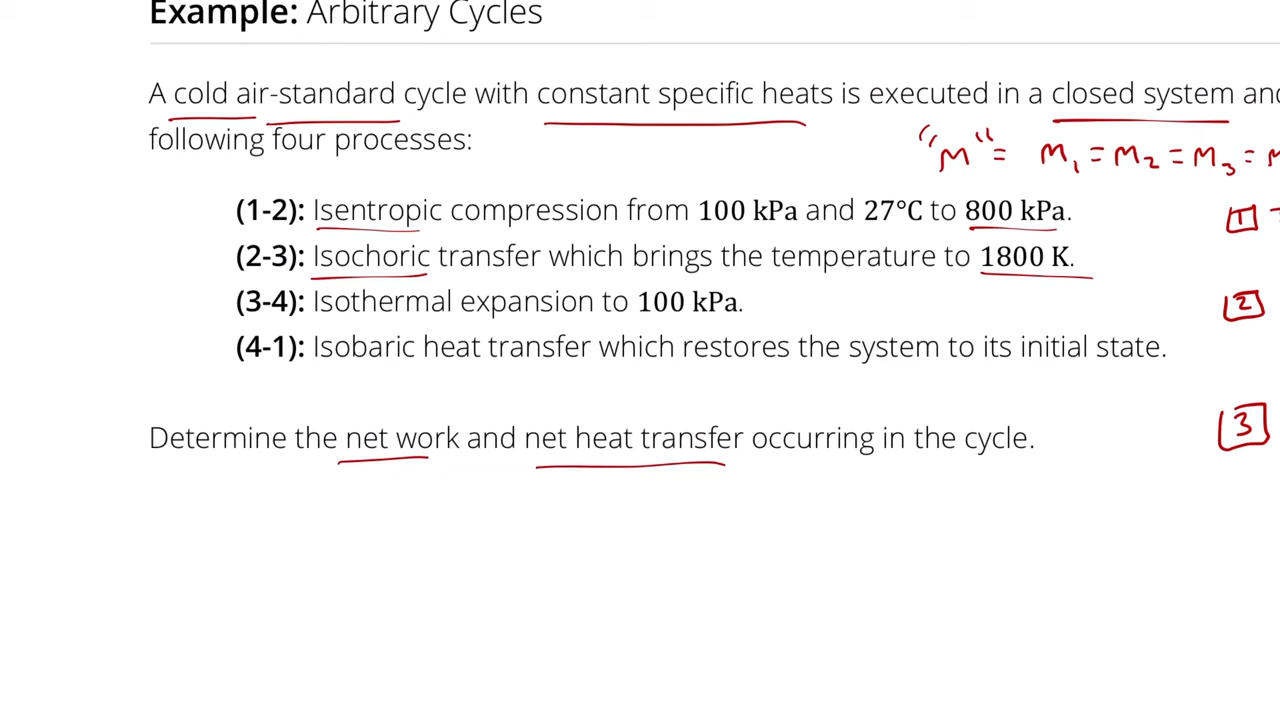 Example: Arbitrary Cycles
A cold air-standard cycle with constant specific heats is executed in a closed system and
following four processes:
"m" = m₁ = m₂ = m₃ =
(1-2): Isentropic compression from 100 kPa and 27°C to 800 kPa.
1
(2-3): Isochoric transfer which brings the temperature to 1800 K.
(3-4): Isothermal expansion to 100 kPa.
2
(4-1): Isobaric heat transfer which restores the system to its initial state.
Determine the net work and net heat transfer occurring in the cycle.
3